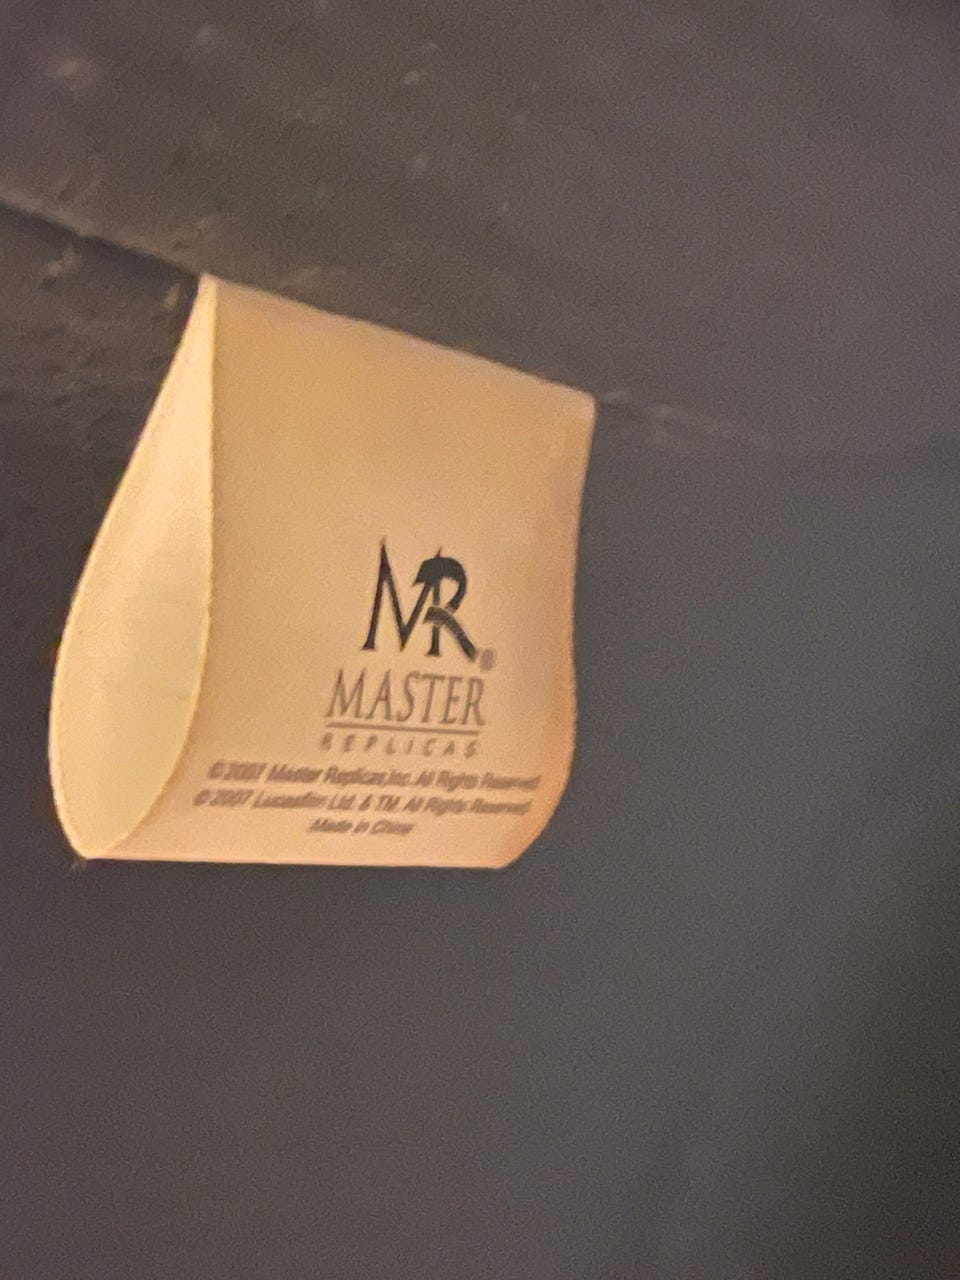 MR®
MASTER
REPLICAS
© 2007 Master Replicas, Inc. All Rights Reserved
© 2007 Lucasfilm Ltd. & TM. All Rights Reserved
Made in China